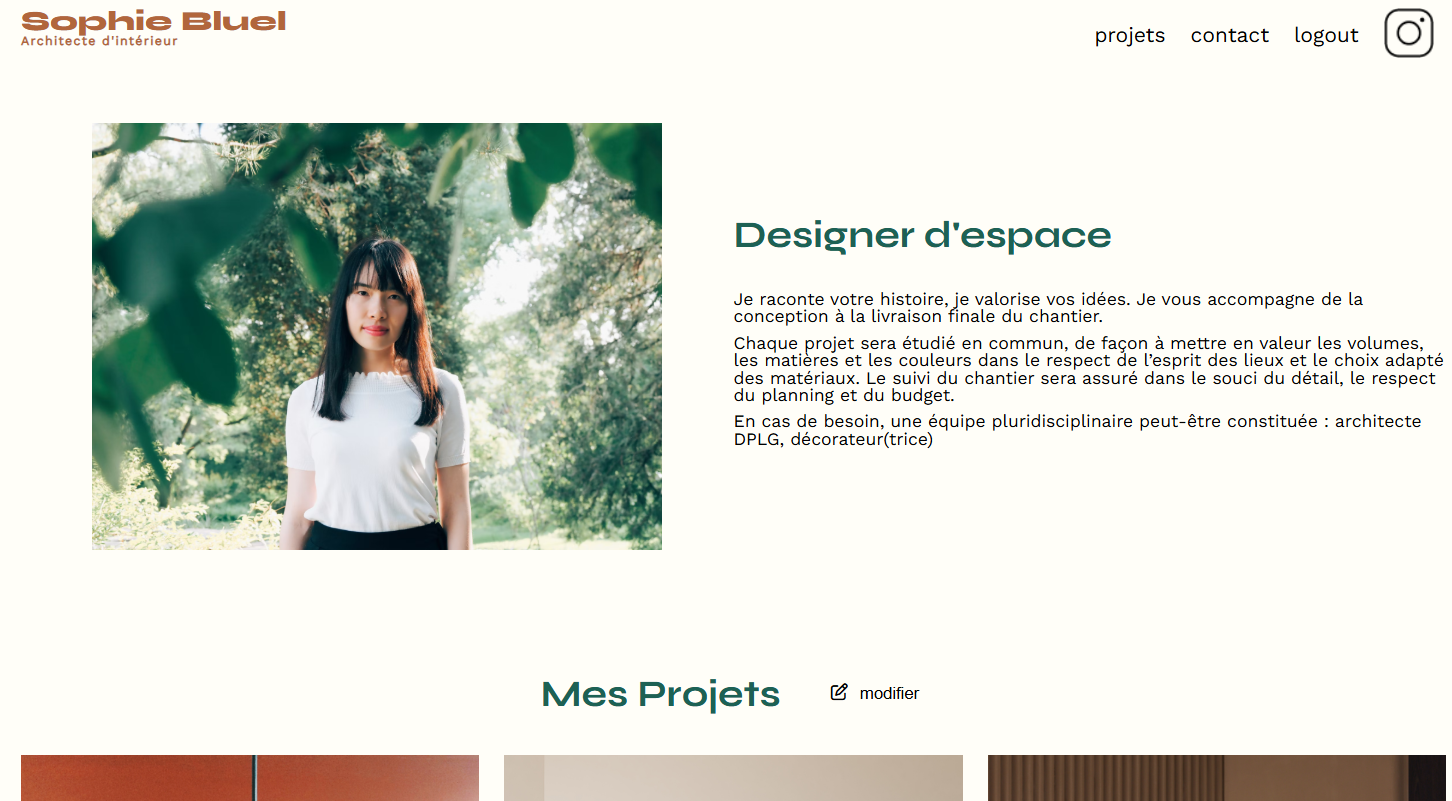 Sophie Bluel
Architecte d'intérieur
projets contact logout
Designer d'espace
Je raconte votre histoire, je valorise vos idées. Je vous accompagne de la
conception à la livraison finale du chantier.
Chaque projet sera étudié en commun, de façon à mettre en valeur les volumes,
les matières et les couleurs dans le respect de l’esprit des lieux et le choix adapté
des matériaux. Le suivi du chantier sera assuré dans le souci du détail, le respect
du planning et du budget.
En cas de besoin, une équipe pluridisciplinaire peut-être constituée : architecte
DPLG, décorateur(trice)
Mes Projets modifier